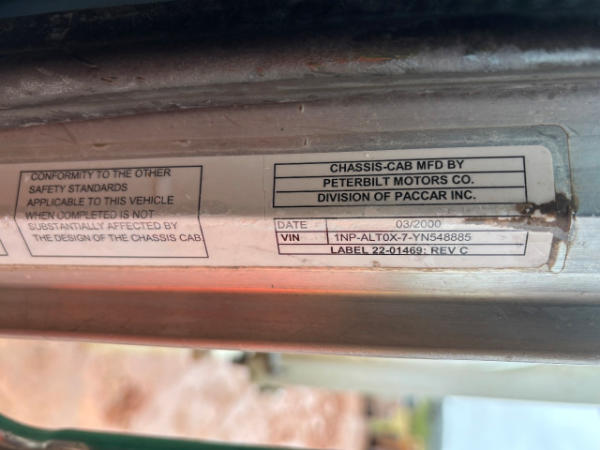 CONFORMITY TO THE OTHER
SAFETY STANDARDS
APPLICABLE TO THIS VEHICLE
WHEN COMPLETED IS NOT
SUBSTANTIALLY AFFECTED BY
THE DESIGN OF THE CHASSIS CAB
CHASSIS-CAB MFD BY
PETERBILT MOTORS CO.
DIVISION OF PACCAR INC.
DATE 03/2000
VIN 1NP-ALT0X-7-YN548885
LABEL 22-01469; REV C